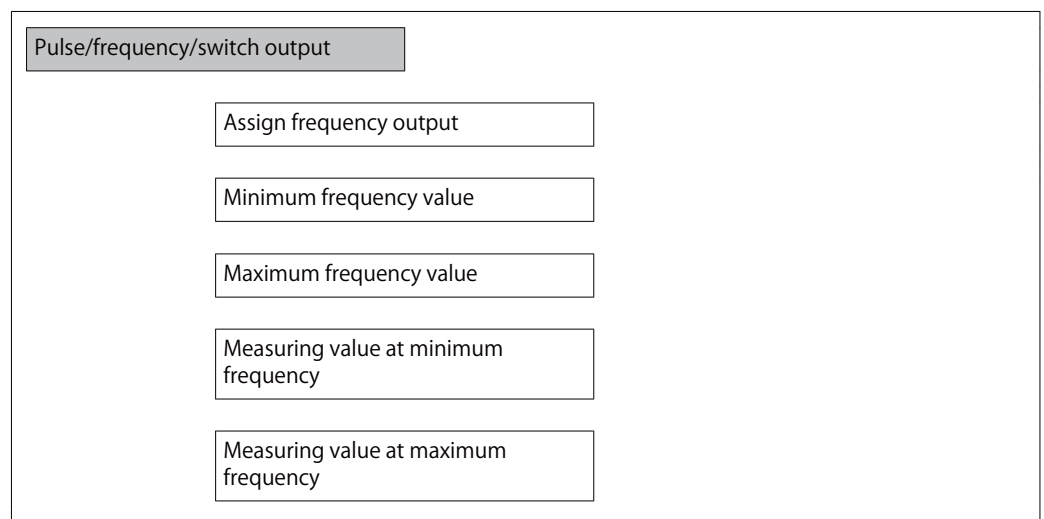 Pulse/frequency/switch output
Assign frequency output
Minimum frequency value
Maximum frequency value
Measuring value at minimum
frequency
Measuring value at maximum
frequency